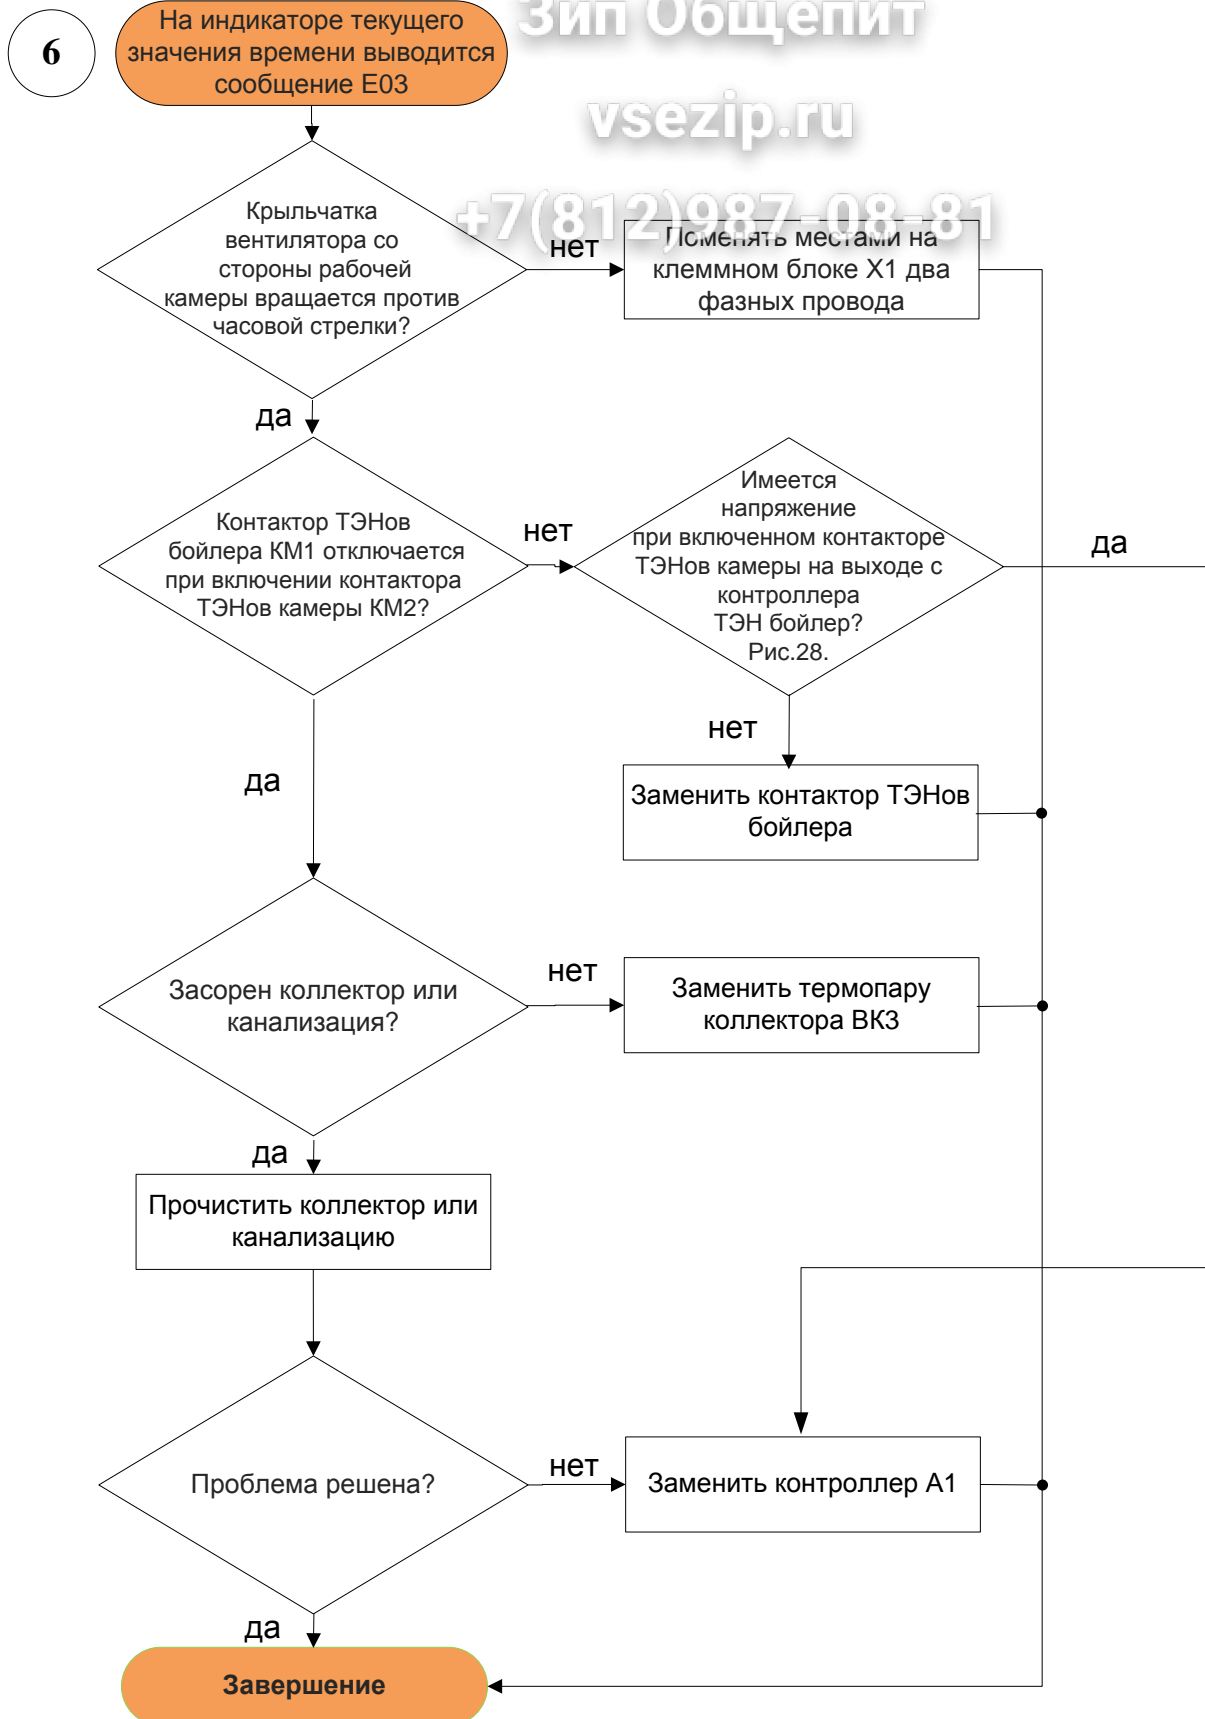 6
На индикаторе текущего
значения времени выводится
сообщение E03
Зип Общепит
vsezip.ru
+7(812)987-08-81
Крыльчатка
вентилятора со
стороны рабочей
камеры вращается против
часовой стрелки?
нет
Поменять местами на
клеммном блоке X1 два
фазных провода
да
Контактор ТЭНов
бойлера КМ1 отключается
при включении контактора
ТЭНов камеры КМ2?
нет
Имеется
напряжение
при включенном контакторе
ТЭНов камеры на выходе с
контроллера
ТЭН бойлер?
Рис.28.
да
нет
Заменить контактор ТЭНов
бойлера
да
Засорен коллектор или
канализация?
нет
Заменить термопару
коллектора ВК3
да
Прочистить коллектор или
канализацию
Проблема решена?
нет
Заменить контроллер А1
да
Завершение